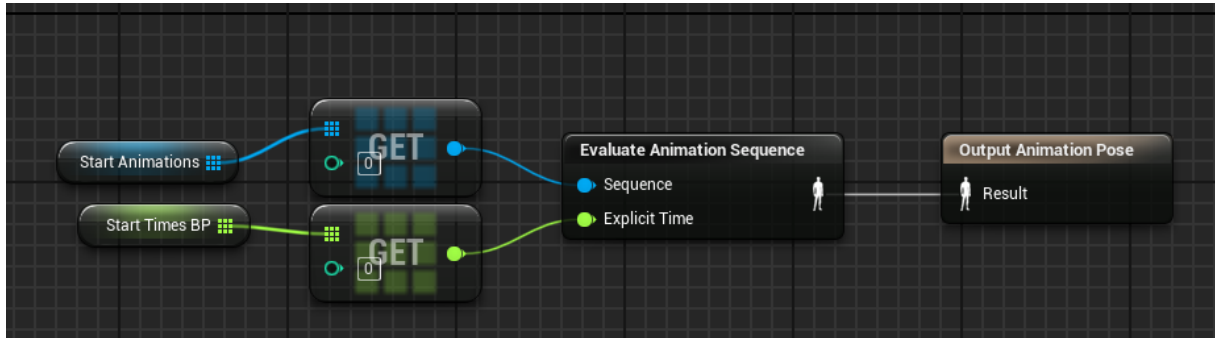 Start Animations
GET
0
Start Times BP
GET
0
Evaluate Animation Sequence
Sequence
Explicit Time
Output Animation Pose
Result